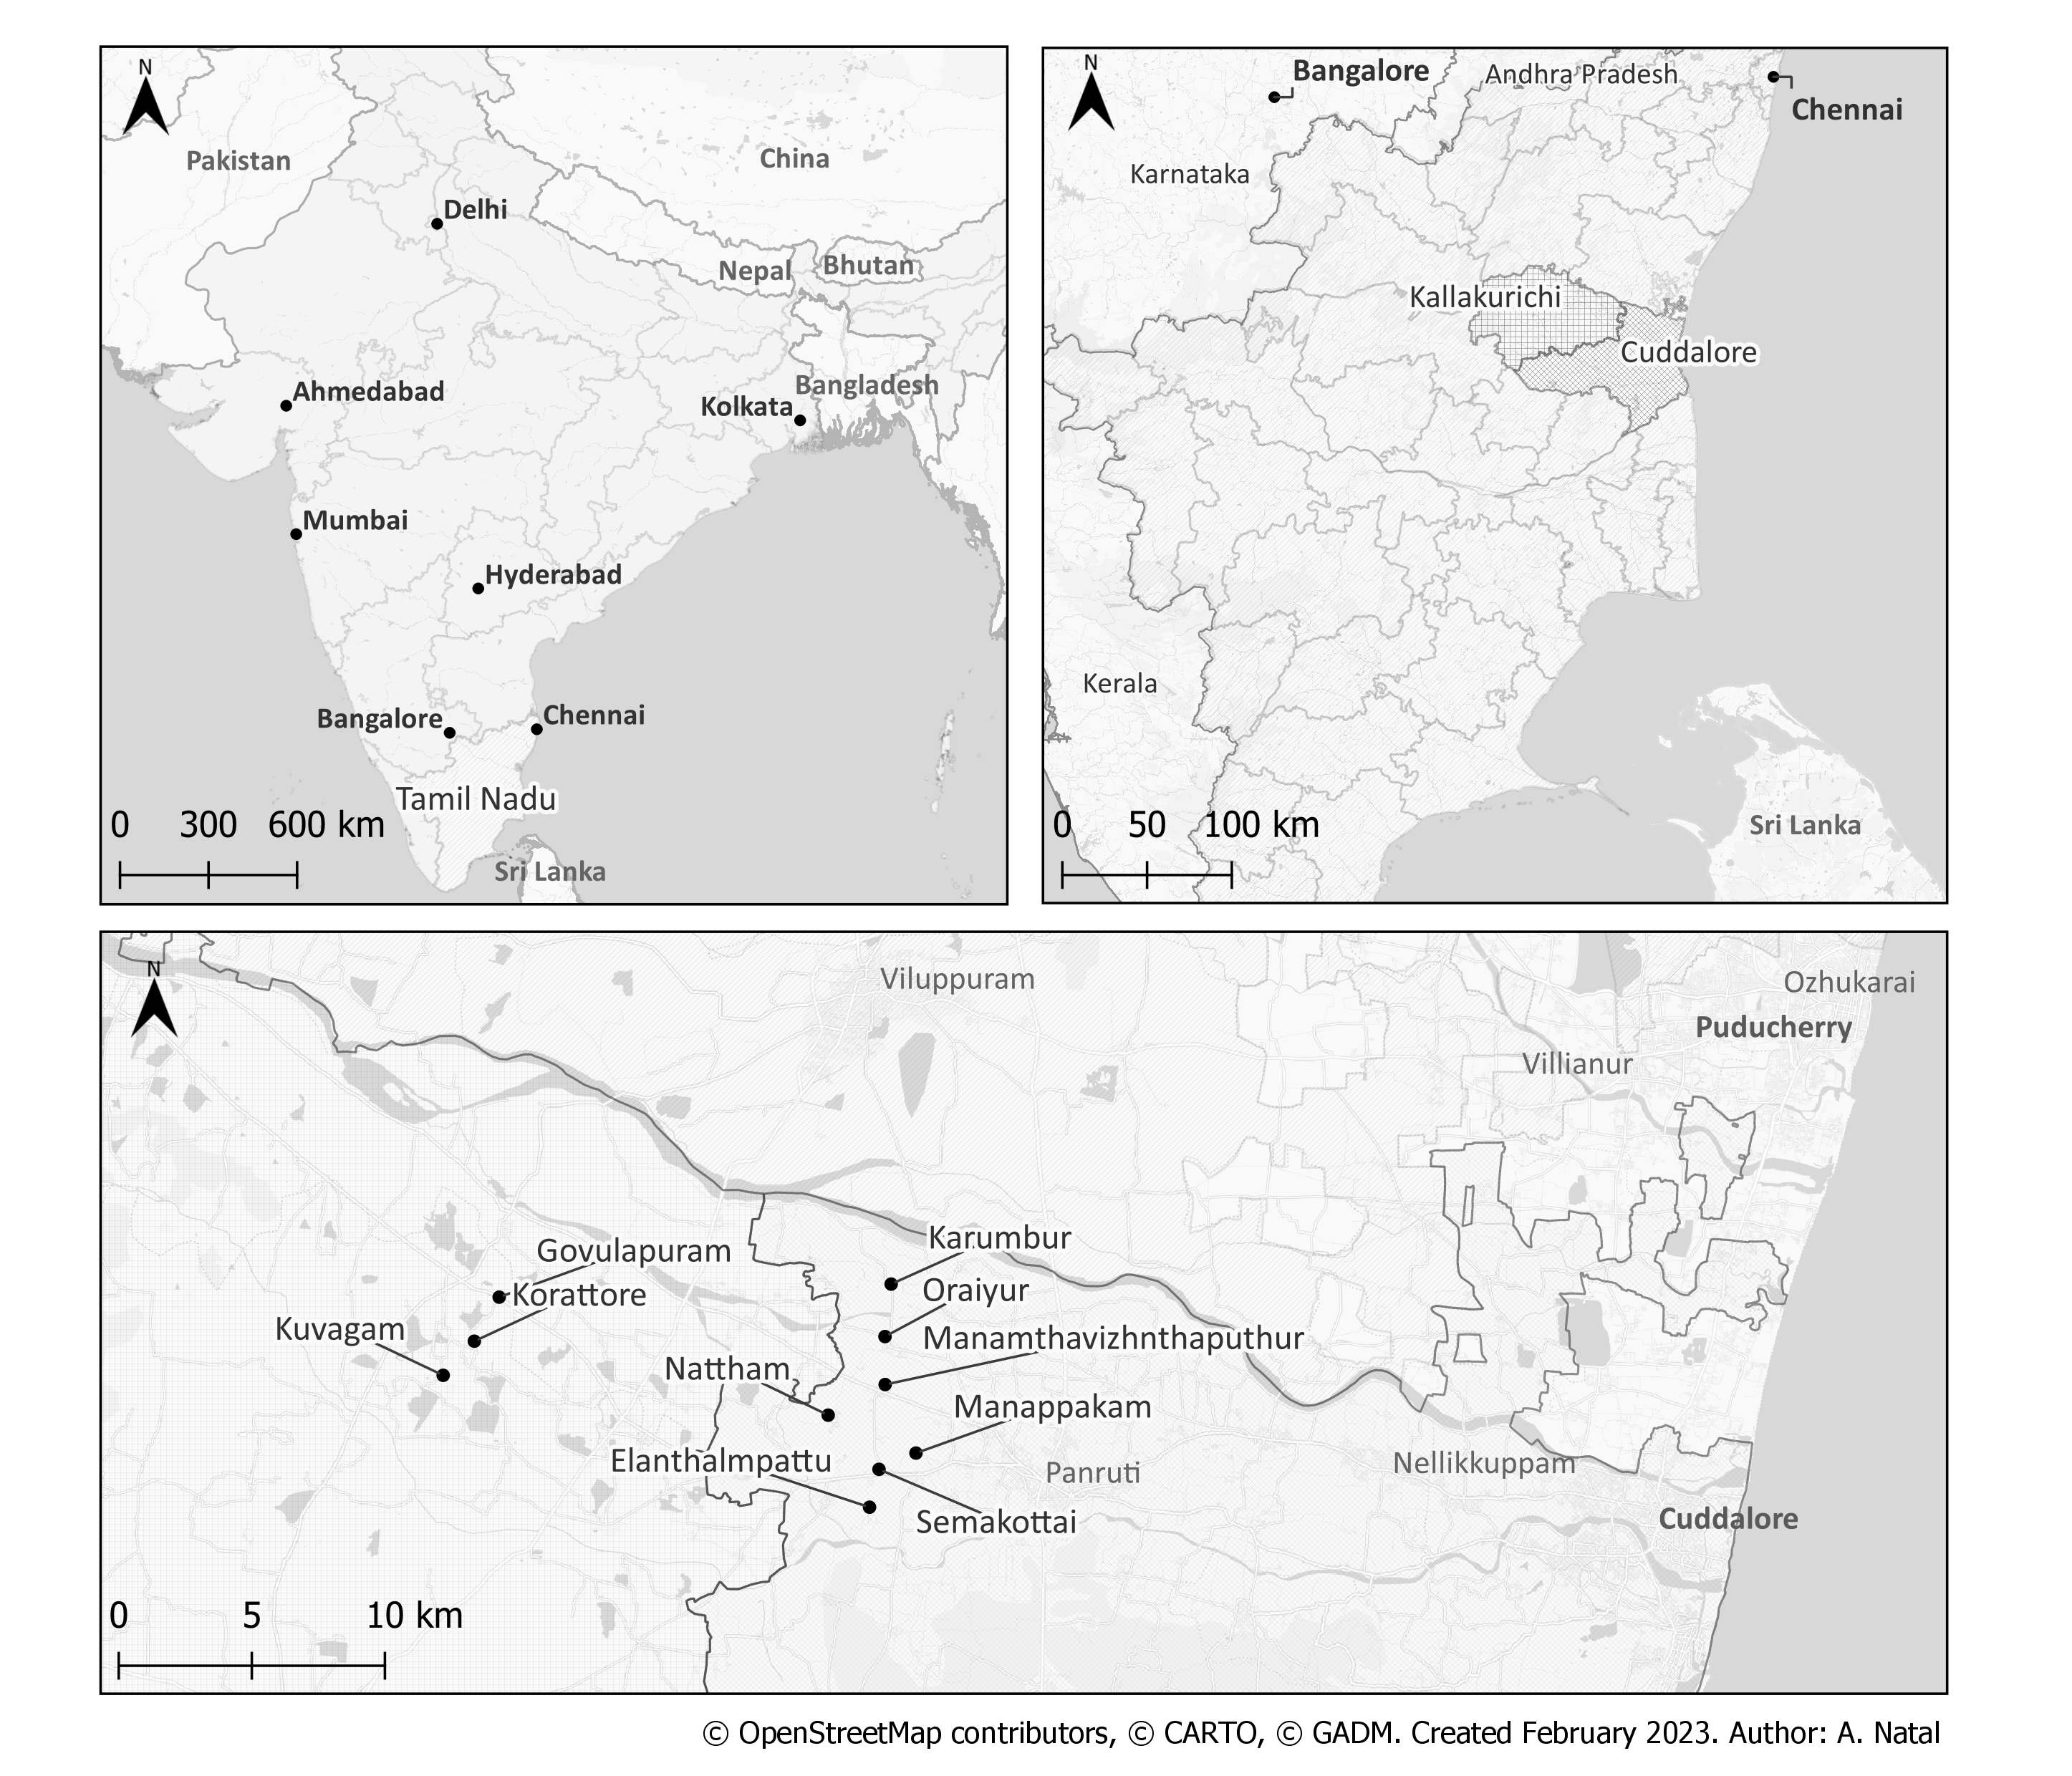 N
Pakistan
China
Delhi
Nepal
Bhutan
Ahmedabad
Bangladesh
Kolkata
Mumbai
Hyderabad
Bangalore
Chennai
Tamil Nadu
0 300 600 km
Sri Lanka
N
Bangalore
Andhra Pradesh
Chennai
Karnataka
Kallakurichi
Cuddalore
Kerala
0 50 100 km
Sri Lanka
N
Viluppuram
Ozhukarai
Puducherry
Villianur
Karumbur
Govulapuram
Oraiyur
Korattore
Kuvagam
Manamthavizhnthaputhur
Nattham
Manappakam
Elanthalmpattu
Panruti
Nellikkuppam
Semakottai
Cuddalore
0 5 10 km
© OpenStreetMap contributors, © CARTO, © GADM. Created February 2023. Author: A. Natal